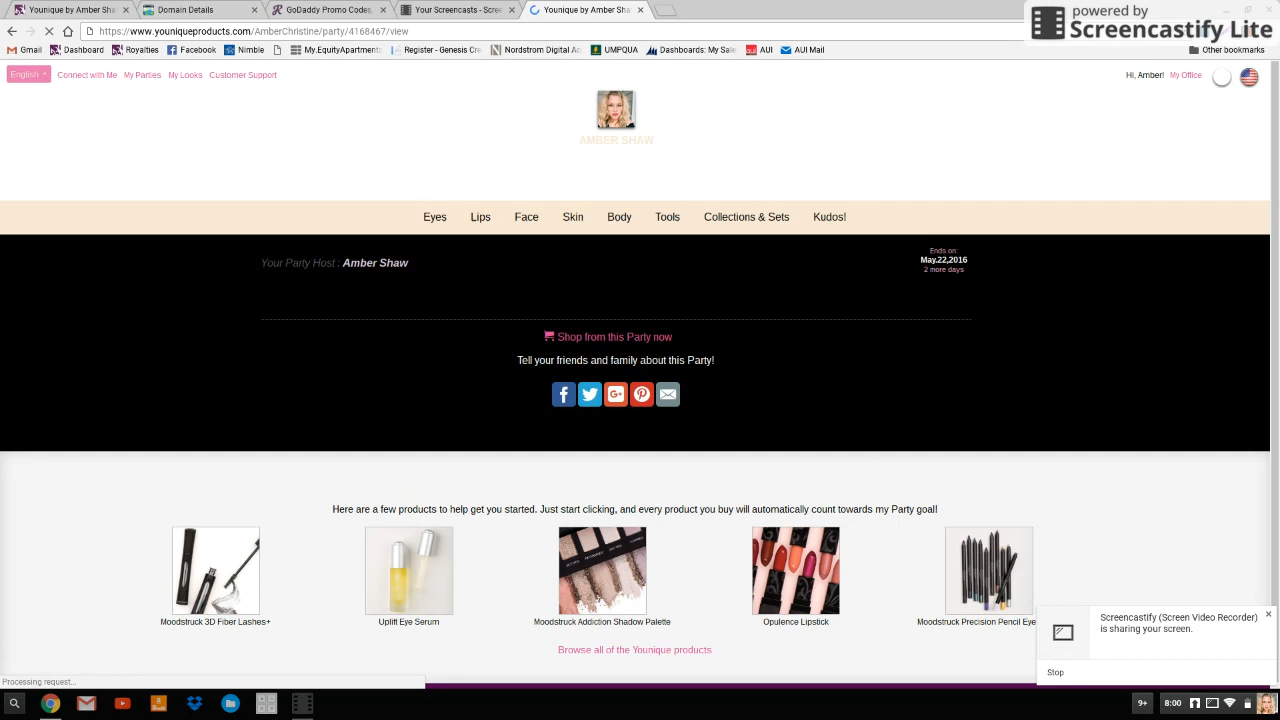 Younique by Amber Sha
Domain Details
GoDaddy Promo Codes,
Your Screencasts - Scree
Younique by Amber Sha
powered by
Screencastify Lite
https://www.youniqueproducts.com/AmberChristine/party/4168467/view
Gmail
Dashboard
Royalties
Facebook
Nimble
My.EquityApartments
Register - Genesis Cre
Nordstrom Digital Ac
UMPQUA
Dashboards: My Sale
AUI
AUI Mail
Other bookmarks
English
Connect with Me
My Parties
My Looks
Customer Support
Hi, Amber!
My Office
AMBER SHAW
Eyes
Lips
Face
Skin
Body
Tools
Collections & Sets
Kudos!
Your Party Host : Amber Shaw
Ends on:
May.22,2016
2 more days
Shop from this Party now
Tell your friends and family about this Party!
Here are a few products to help get you started. Just start clicking, and every product you buy will automatically count towards my Party goal!
Moodstruck 3D Fiber Lashes+
Uplift Eye Serum
Moodstruck Addiction Shadow Palette
Opulence Lipstick
Moodstruck Precision Pencil Eye
Browse all of the Younique products
Screencastify (Screen Video Recorder)
is sharing your screen.
Stop
Processing request...
9+
8:00